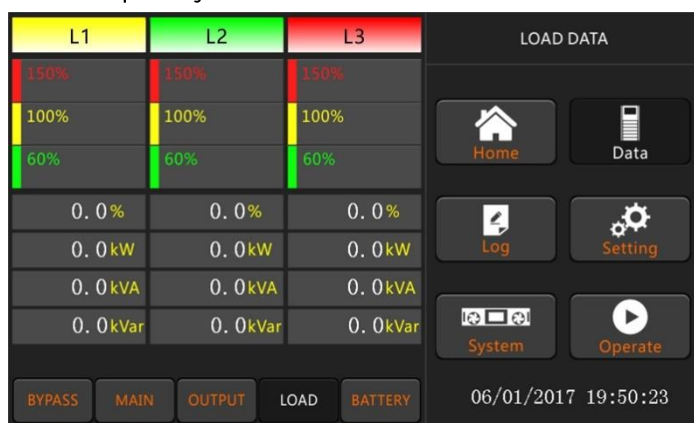 L1 L2 L3
150% 150% 150%
100% 100% 100%
60% 60% 60%
0.0% 0.0% 0.0%
0.0kW 0.0kW 0.0kW
0.0kVA 0.0kVA 0.0kVA
0.0kVar 0.0kVar 0.0kVar
BYPASS MAIN OUTPUT LOAD BATTERY
LOAD DATA
Home Data
Log Setting
System Operate
06/01/2017 19:50:23